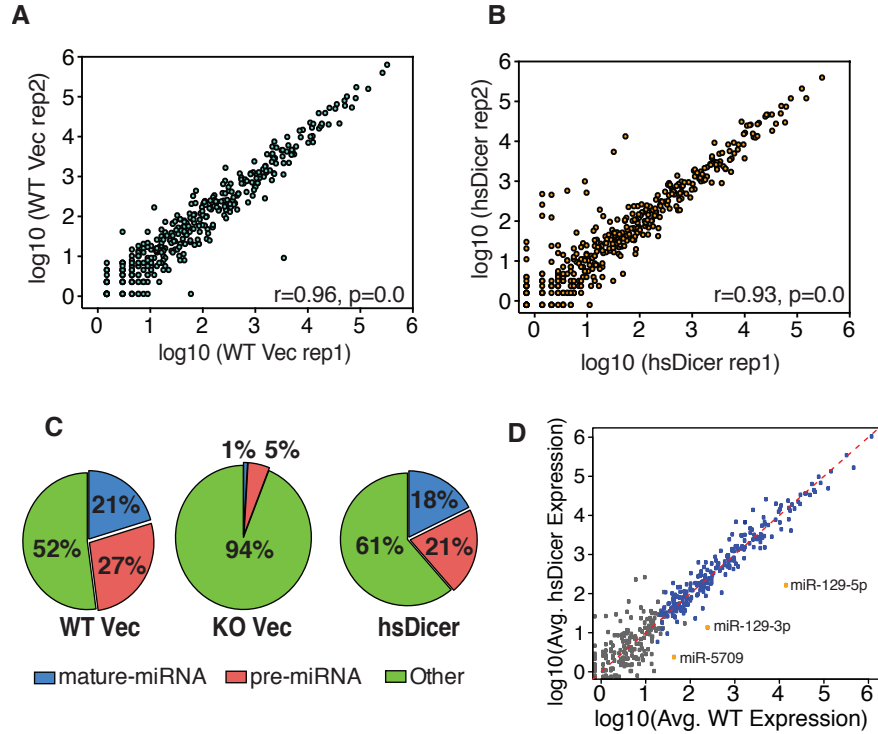 A
6
5
4
3
2
1
0
log10 (WT Vec rep2)
r=0.96, p=0.0
0 1 2 3 4 5 6
log10 (WT Vec rep1)
B
6
5
4
3
2
1
0
log10 (hsDicer rep2)
r=0.93, p=0.0
0 1 2 3 4 5 6
log10 (hsDicer rep1)
C
21%
52%
27%
WT Vec
1% 5%
94%
KO Vec
18%
61%
21%
hsDicer
mature-miRNA pre-miRNA Other
D
6
5
4
3
2
1
0
log10(Avg. hsDicer Expression)
miR-129-5p
miR-129-3p
miR-5709
0 1 2 3 4 5 6
log10(Avg. WT Expression)